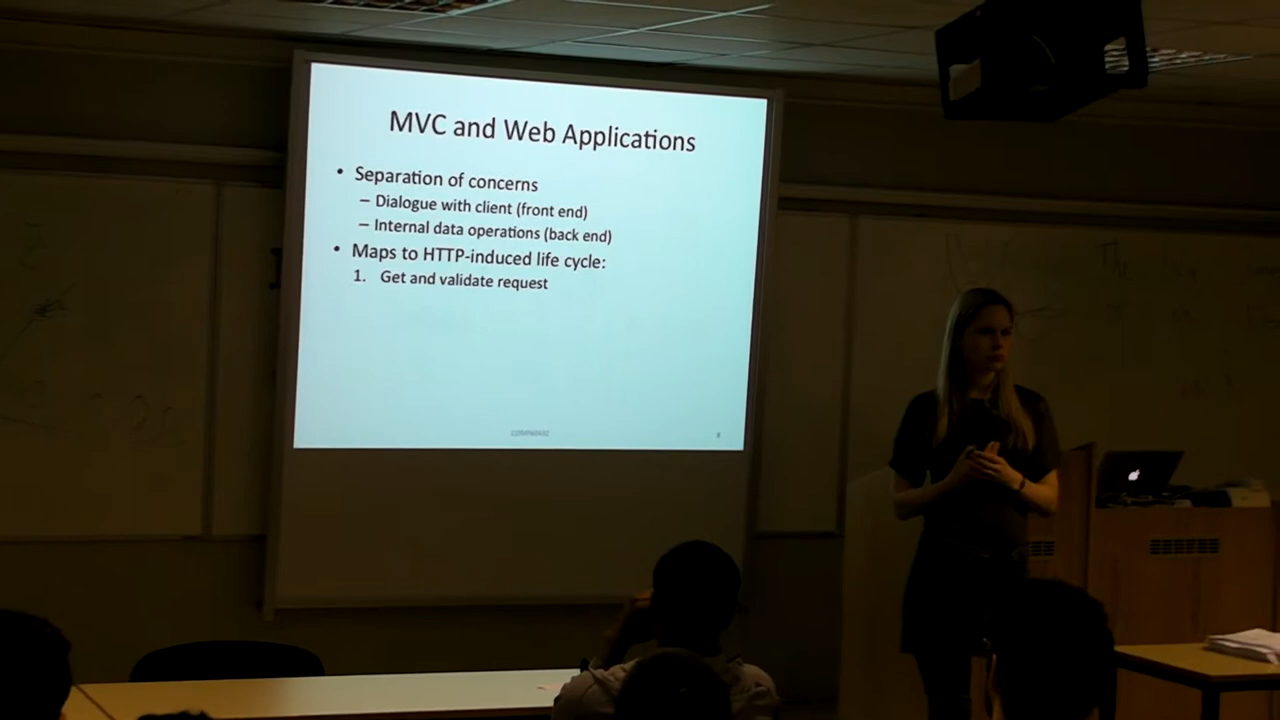 MVC and Web Applications
• Separation of concerns
– Dialogue with client (front end)
– Internal data operations (back end)
• Maps to HTTP-induced life cycle:
1. Get and validate request